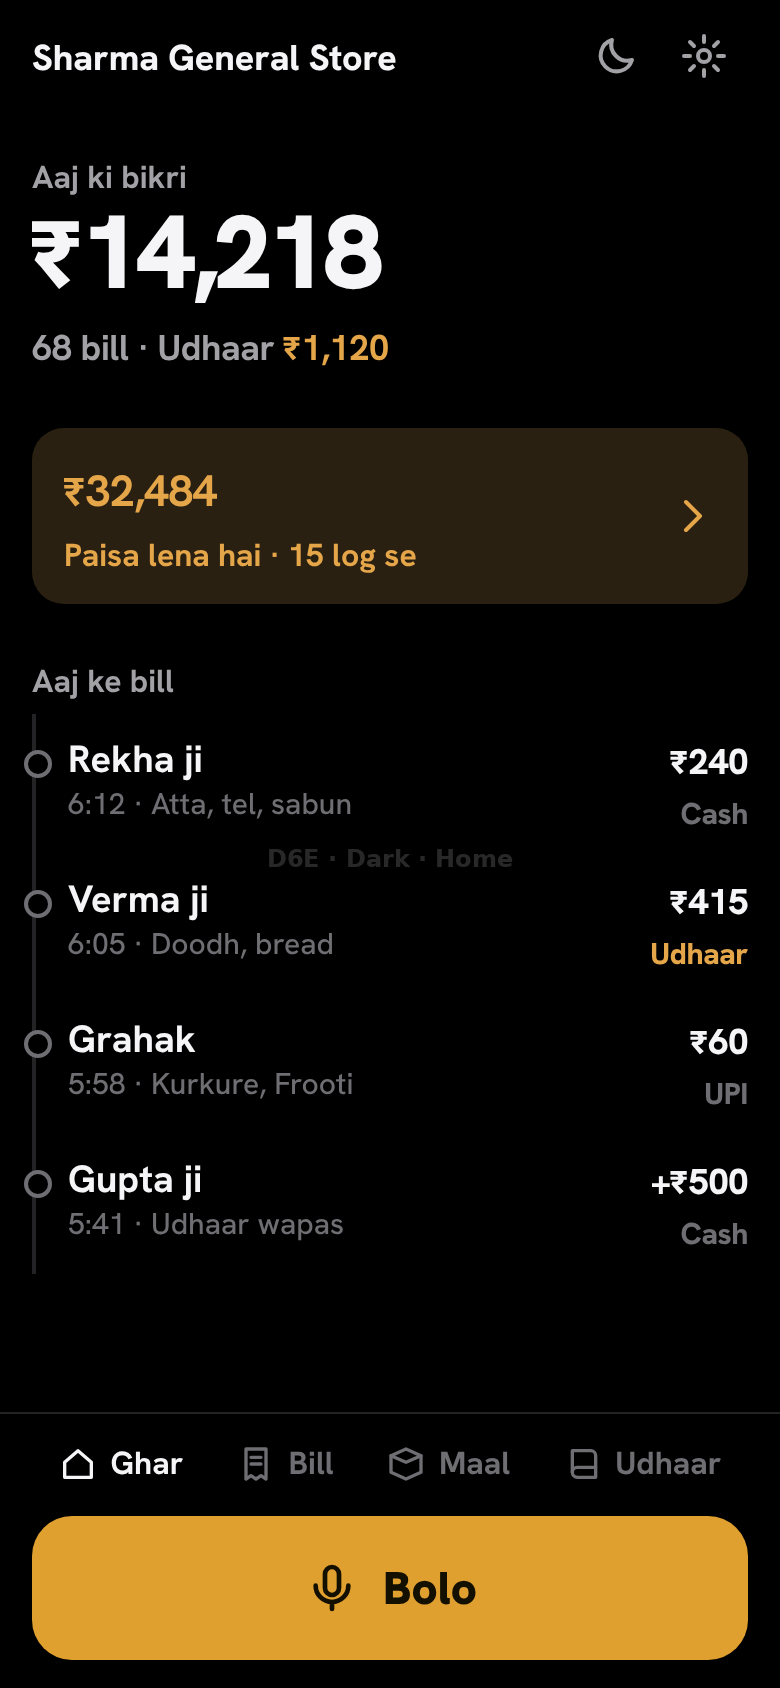 Sharma General Store
Aaj ki bikri
₹14,218
68 bill · Udhaar ₹1,120
₹32,484
Paisa lena hai · 15 log se
Aaj ke bill
Rekha ji ₹240
6:12 · Atta, tel, sabun Cash
D6E · Dark · Home
Verma ji ₹415
6:05 · Doodh, bread Udhaar
Grahak ₹60
5:58 · Kurkure, Frooti UPI
Gupta ji +₹500
5:41 · Udhaar wapas Cash
Ghar Bill Maal Udhaar
Bolo